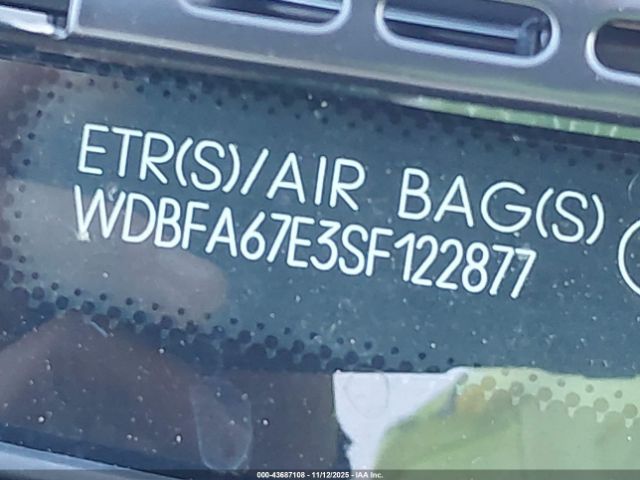 ETR(S)/AIR BAG(S)
WDBFA67E3SF122877
000-43687108 - 11/12/2025 - IAA Inc.